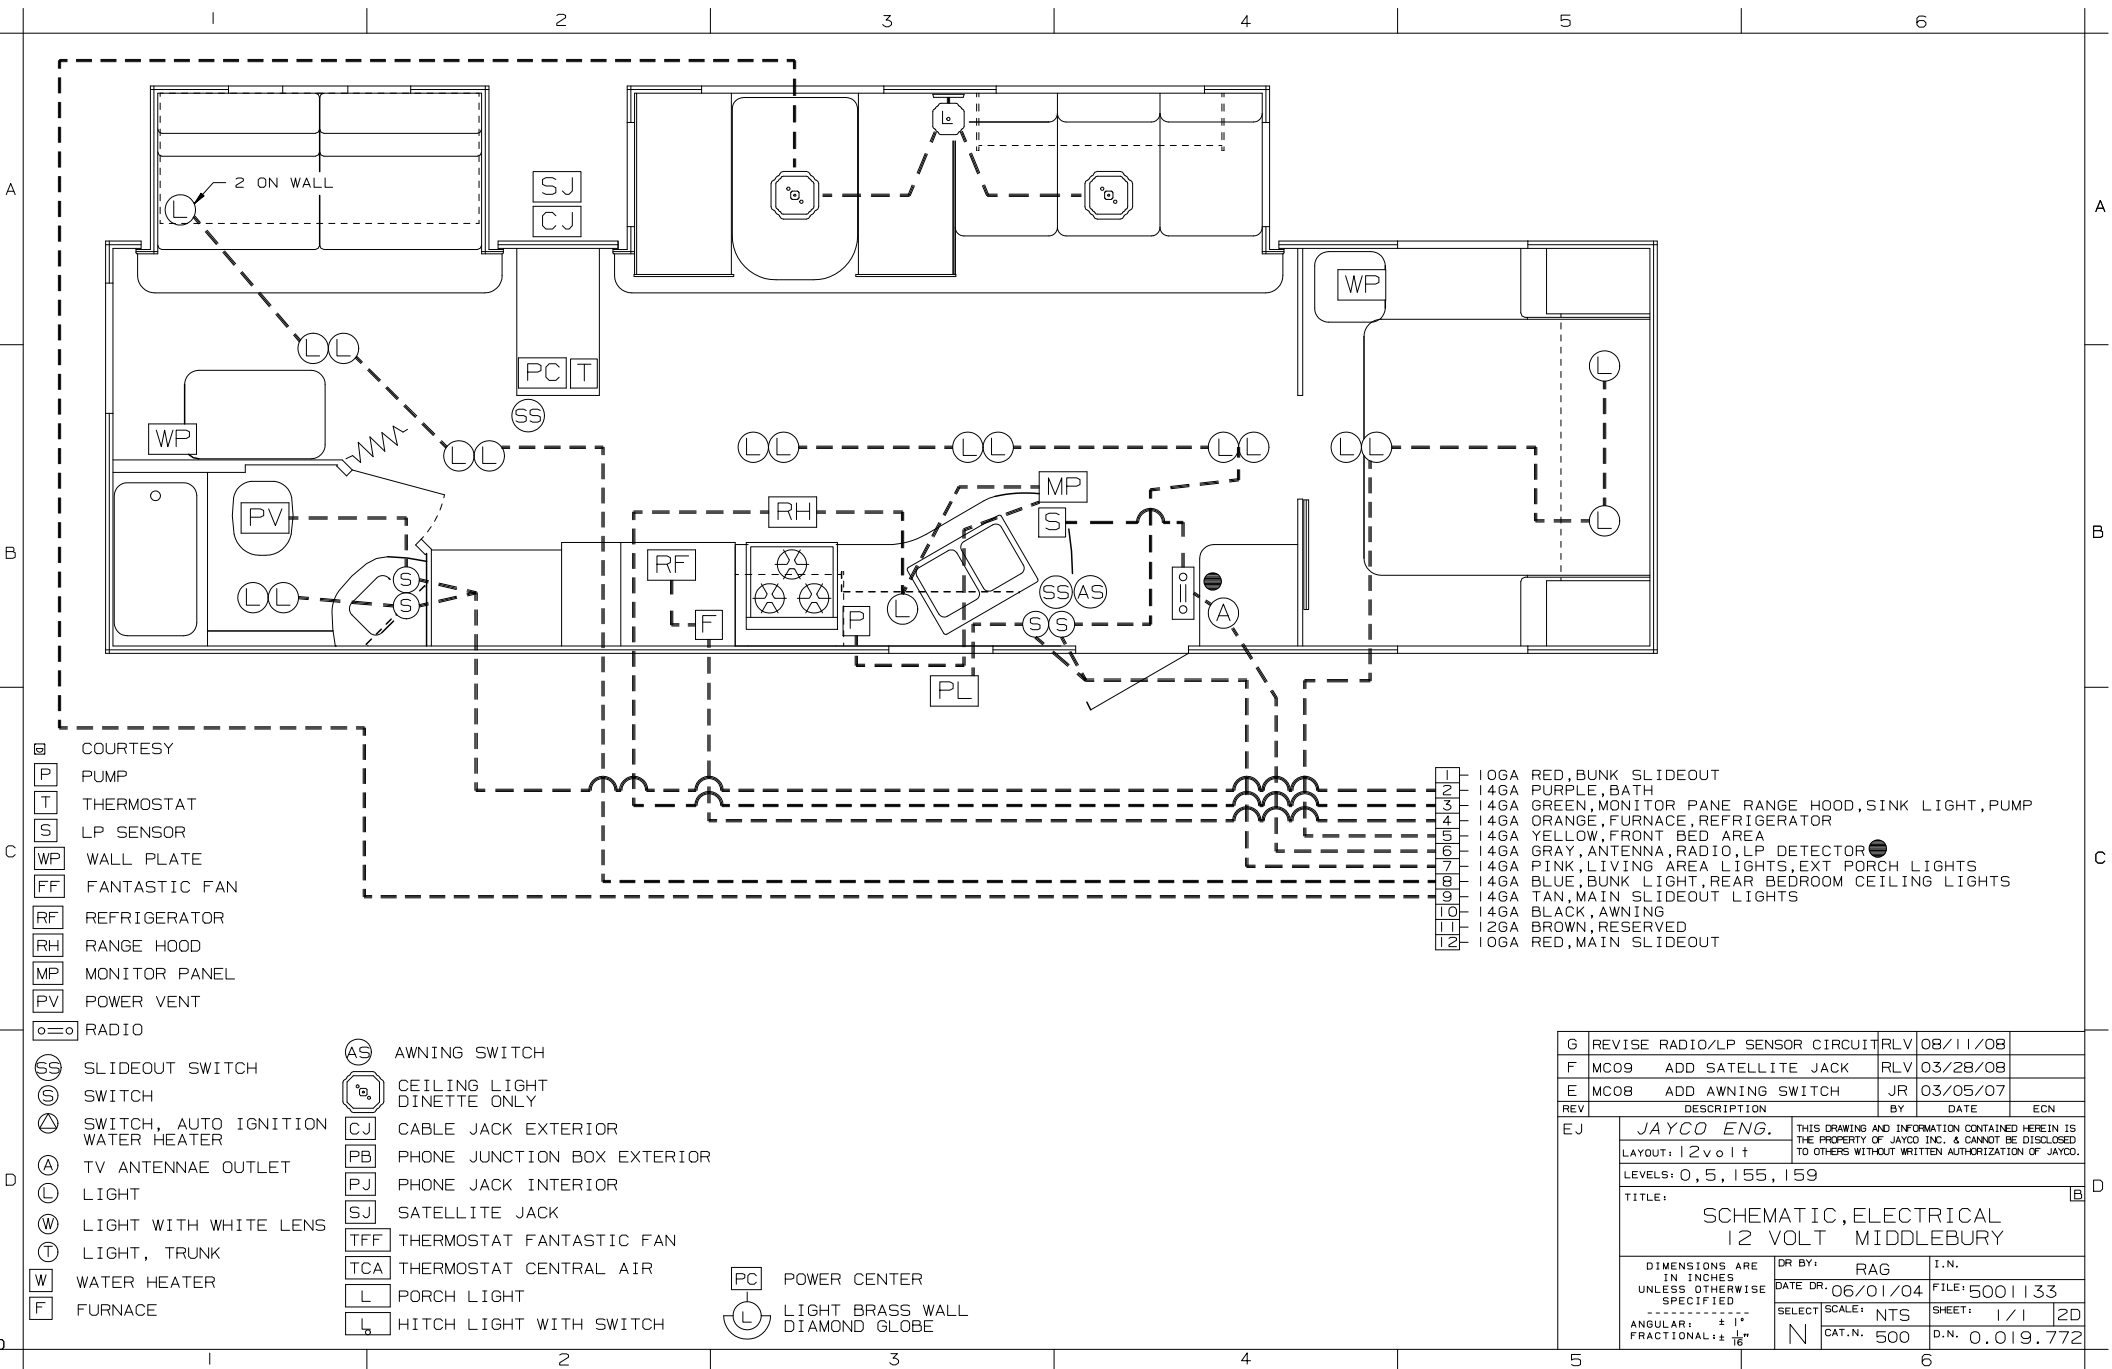 1 2 3 4 5 6
A
A
2 ON WALL
L
SJ
CJ
L
WP
L L
PC T
SS
L
WP
L L
L L
L L
L L
L L
MP
PV
RH
S
L
B
B
RF
S
L L
S
F
P
L
SS AS
S S
A
PL
COURTESY
P PUMP
T THERMOSTAT
S LP SENSOR
WP WALL PLATE
FF FANTASTIC FAN
RF REFRIGERATOR
RH RANGE HOOD
MP MONITOR PANEL
PV POWER VENT
RADIO
SS SLIDEOUT SWITCH
S SWITCH
SWITCH, AUTO IGNITION
WATER HEATER
A TV ANTENNAE OUTLET
L LIGHT
W LIGHT WITH WHITE LENS
T LIGHT, TRUNK
W WATER HEATER
F FURNACE
AS AWNING SWITCH
CEILING LIGHT
DINETTE ONLY
CJ CABLE JACK EXTERIOR
PB PHONE JUNCTION BOX EXTERIOR
PJ PHONE JACK INTERIOR
SJ SATELLITE JACK
TFF THERMOSTAT FANTASTIC FAN
TCA THERMOSTAT CENTRAL AIR
L PORCH LIGHT
L HITCH LIGHT WITH SWITCH
PC POWER CENTER
L LIGHT BRASS WALL
DIAMOND GLOBE
C
C
1 10GA RED,BUNK SLIDEOUT
2 14GA PURPLE,BATH
3 14GA GREEN,MONITOR PANE RANGE HOOD,SINK LIGHT,PUMP
4 14GA ORANGE,FURNACE,REFRIGERATOR
5 14GA YELLOW,FRONT BED AREA
6 14GA GRAY,ANTENNA,RADIO,LP DETECTOR
7 14GA PINK,LIVING AREA LIGHTS,EXT PORCH LIGHTS
8 14GA BLUE,BUNK LIGHT,REAR BEDROOM CEILING LIGHTS
9 14GA TAN,MAIN SLIDEOUT LIGHTS
10 14GA BLACK,AWNING
11 12GA BROWN,RESERVED
12 10GA RED,MAIN SLIDEOUT
D
D
G REVISE RADIO/LP SENSOR CIRCUIT RLV 08/11/08
F MC09 ADD SATELLITE JACK RLV 03/28/08
E MC08 ADD AWNING SWITCH JR 03/05/07
REV DESCRIPTION BY DATE ECN
EJ
JAYCO ENG.
THIS DRAWING AND INFORMATION CONTAINED HEREIN IS
THE PROPERTY OF JAYCO INC. & CANNOT BE DISCLOSED
TO OTHERS WITHOUT WRITTEN AUTHORIZATION OF JAYCO.
LAYOUT: 12volt
LEVELS: 0,5,155,159
TITLE:
B
SCHEMATIC,ELECTRICAL
12 VOLT MIDDLEBURY
DIMENSIONS ARE
IN INCHES
UNLESS OTHERWISE
SPECIFIED
ANGULAR: ± 1°
FRACTIONAL: ± 1/16"
DR BY: RAG
I.N.
DATE DR. 06/01/04
FILE: 5001133
SELECT N
SCALE: NTS
SHEET: 1/1 2D
CAT.N. 500
D.N. 0.019.772
1 2 3 4 5 6